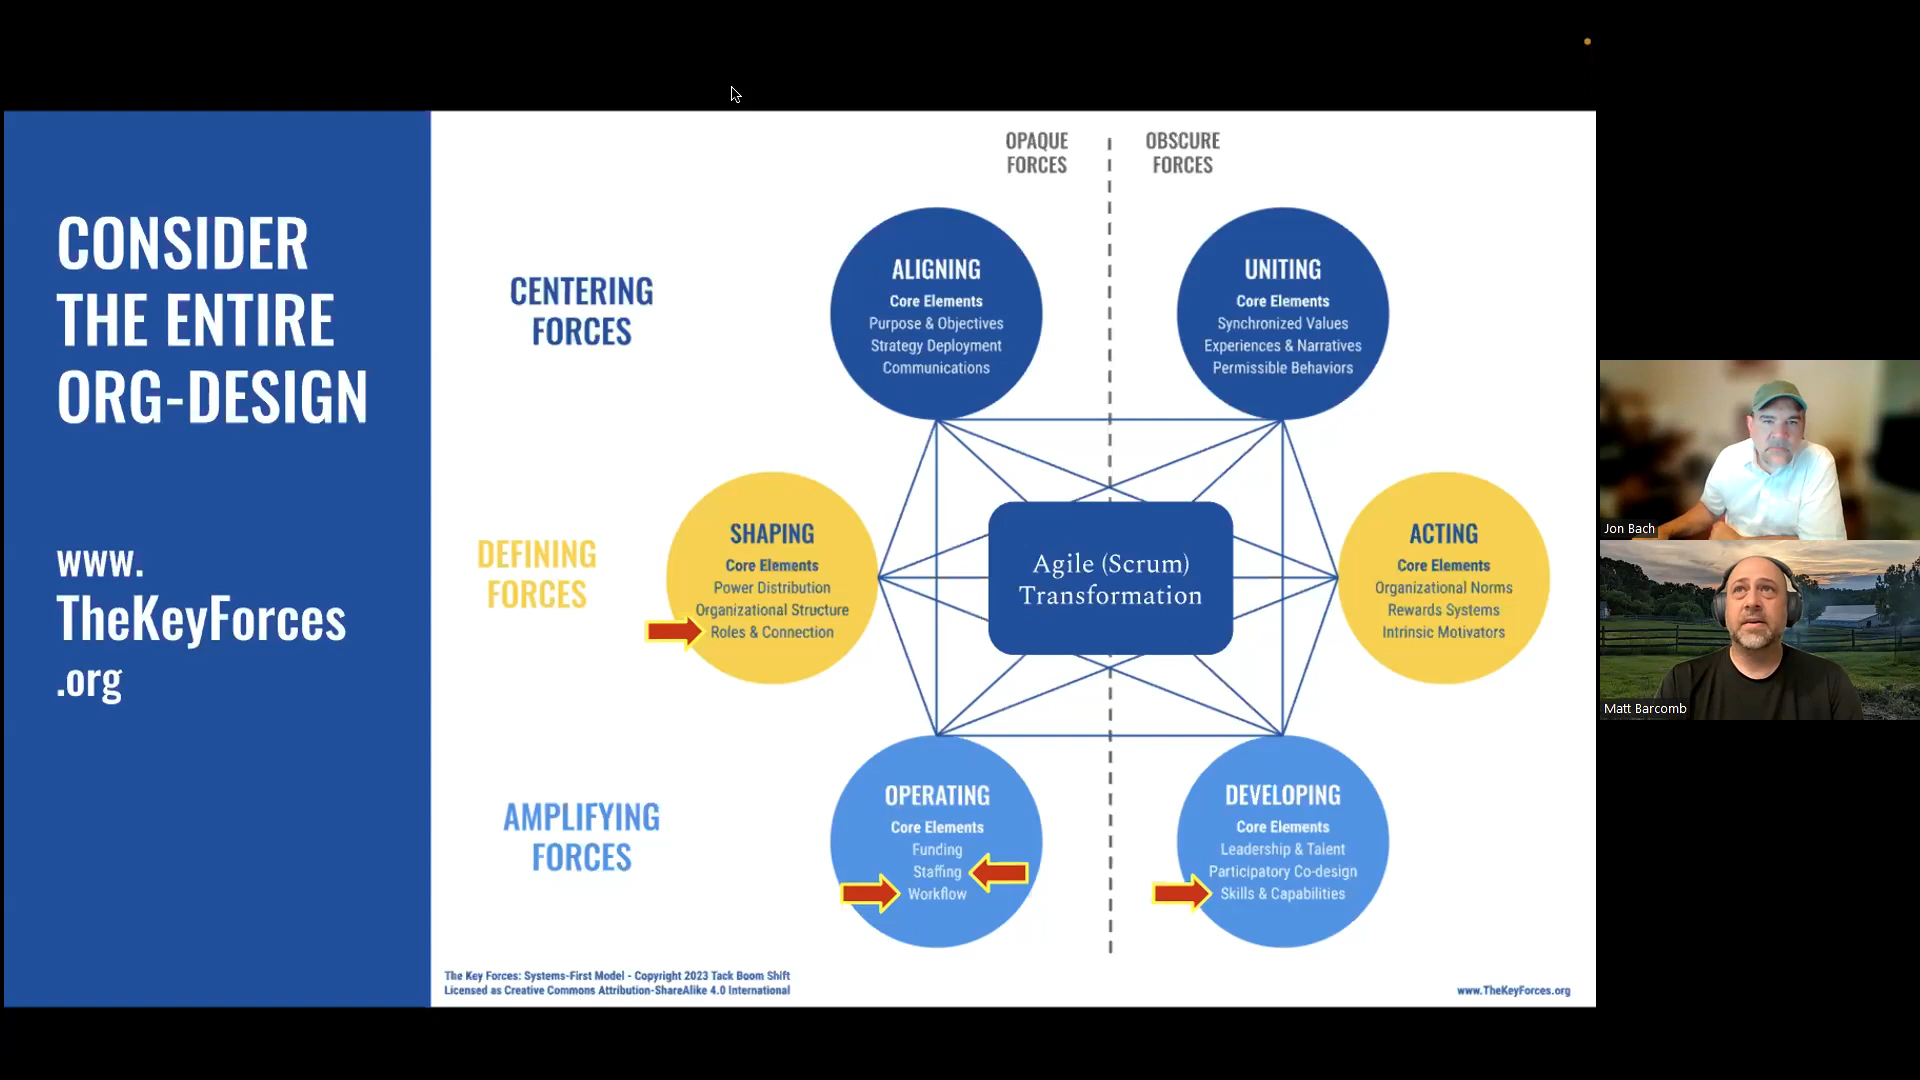 CONSIDER
THE ENTIRE
ORG-DESIGN
www.
TheKeyForces
.org
OPAQUE
FORCES
OBSCURE
FORCES
CENTERING
FORCES
ALIGNING
Core Elements
Purpose & Objectives
Strategy Deployment
Communications
UNITING
Core Elements
Synchronized Values
Experiences & Narratives
Permissible Behaviors
DEFINING
FORCES
SHAPING
Core Elements
Power Distribution
Organizational Structure
Roles & Connection
Agile (Scrum)
Transformation
ACTING
Core Elements
Organizational Norms
Rewards Systems
Intrinsic Motivators
AMPLIFYING
FORCES
OPERATING
Core Elements
Funding
Staffing
Workflow
DEVELOPING
Core Elements
Leadership & Talent
Participatory Co-design
Skills & Capabilities
The Key Forces: Systems-First Model - Copyright 2023 Tack Boom Shift
Licensed as Creative Commons Attribution-ShareAlike 4.0 International
www.TheKeyForces.org
Jon Bach
Matt Barcomb